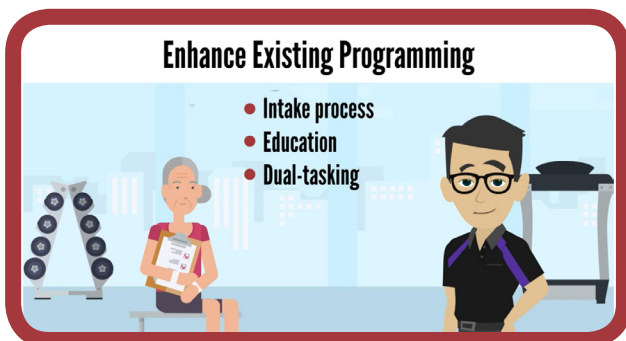 Enhance Existing Programming
Intake process
Education
Dual-tasking